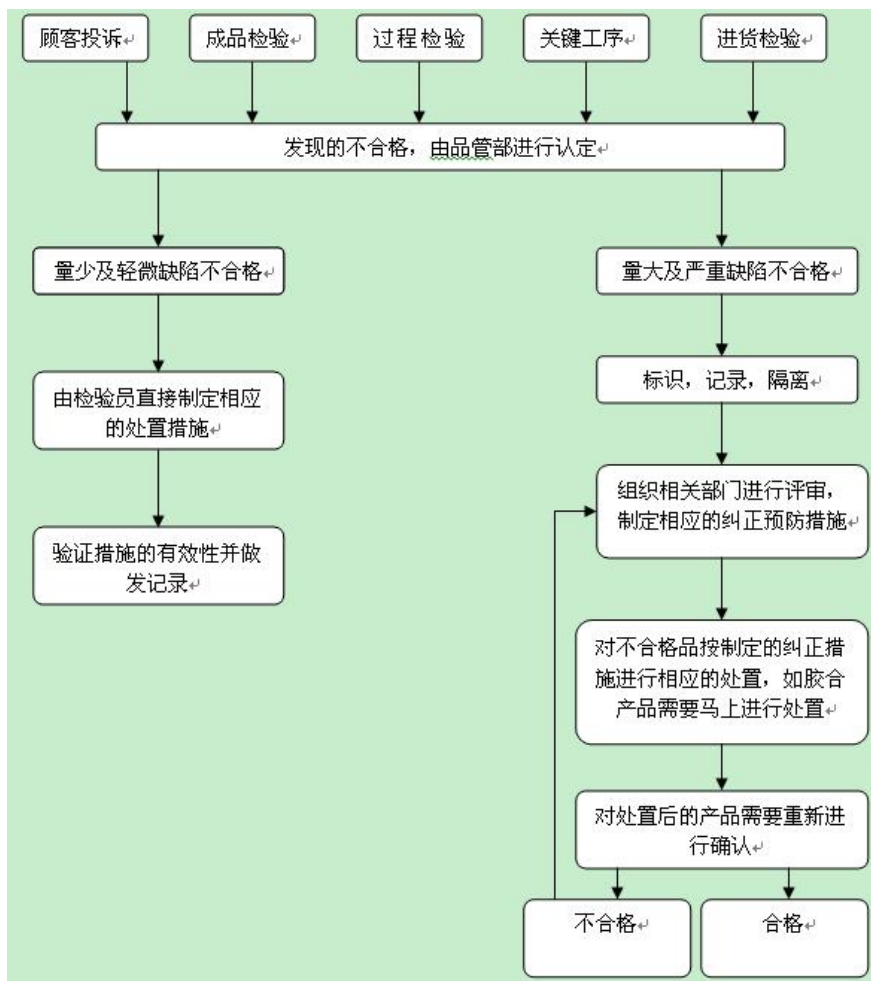 顾客投诉
成品检验
过程检验
关键工序
进货检验
发现的不合格，由品管部进行认定
量少及轻微缺陷不合格
量大及严重缺陷不合格
由检验员直接制定相应
的处置措施
标识，记录，隔离
验证措施的有效性并做
发记录
组织相关部门进行评审，
制定相应的纠正预防措施
对不合格品按制定的纠正措
施进行相应的处置，如胶合
产品需要马上进行处置
对处置后的产品需要重新进
行确认
不合格
合格